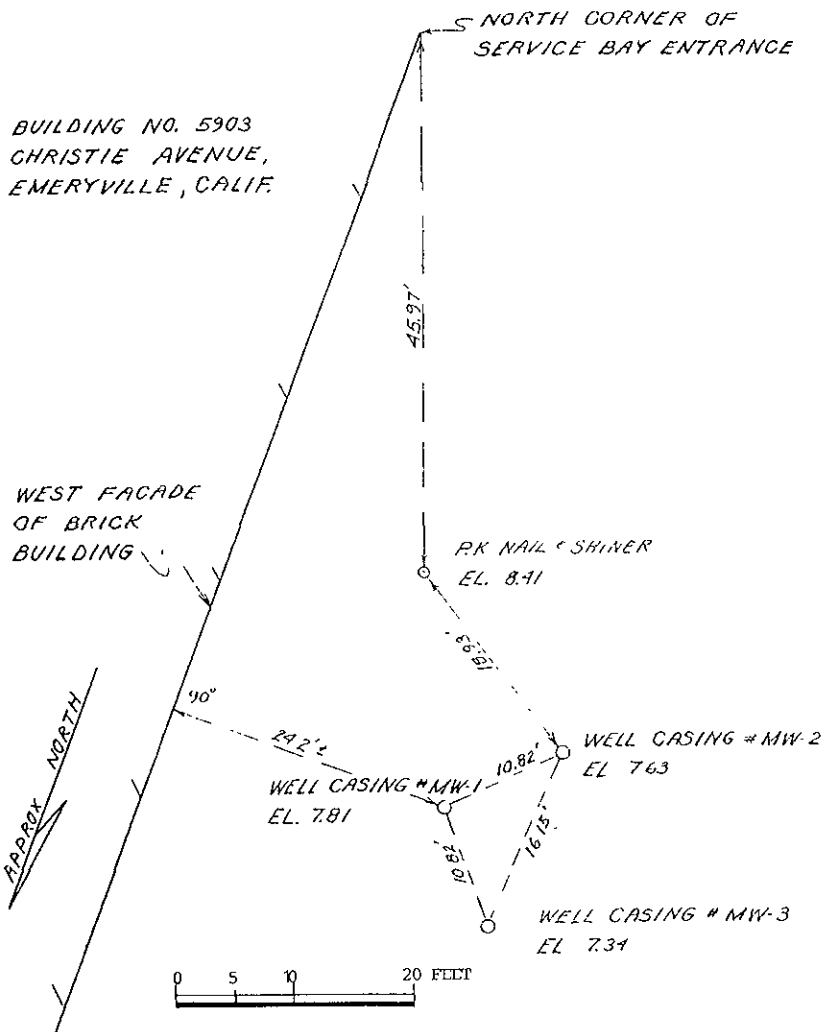 NORTH CORNER OF
SERVICE BAY ENTRANCE
BUILDING NO. 5903
CHRISTIE AVENUE,
EMERYVILLE, CALIF.
45.97'
WEST FACADE
OF BRICK
BUILDING
P.K NAIL & SHINER
EL. 8.41
APPROX NORTH
90°
24.2'±
WELL CASING # MW-2
EL 7.63
10.82'
WELL CASING # MW-1
EL. 7.81
10.82'
16.15'
WELL CASING # MW-3
EL 7.34
0 5 10 20 FEET